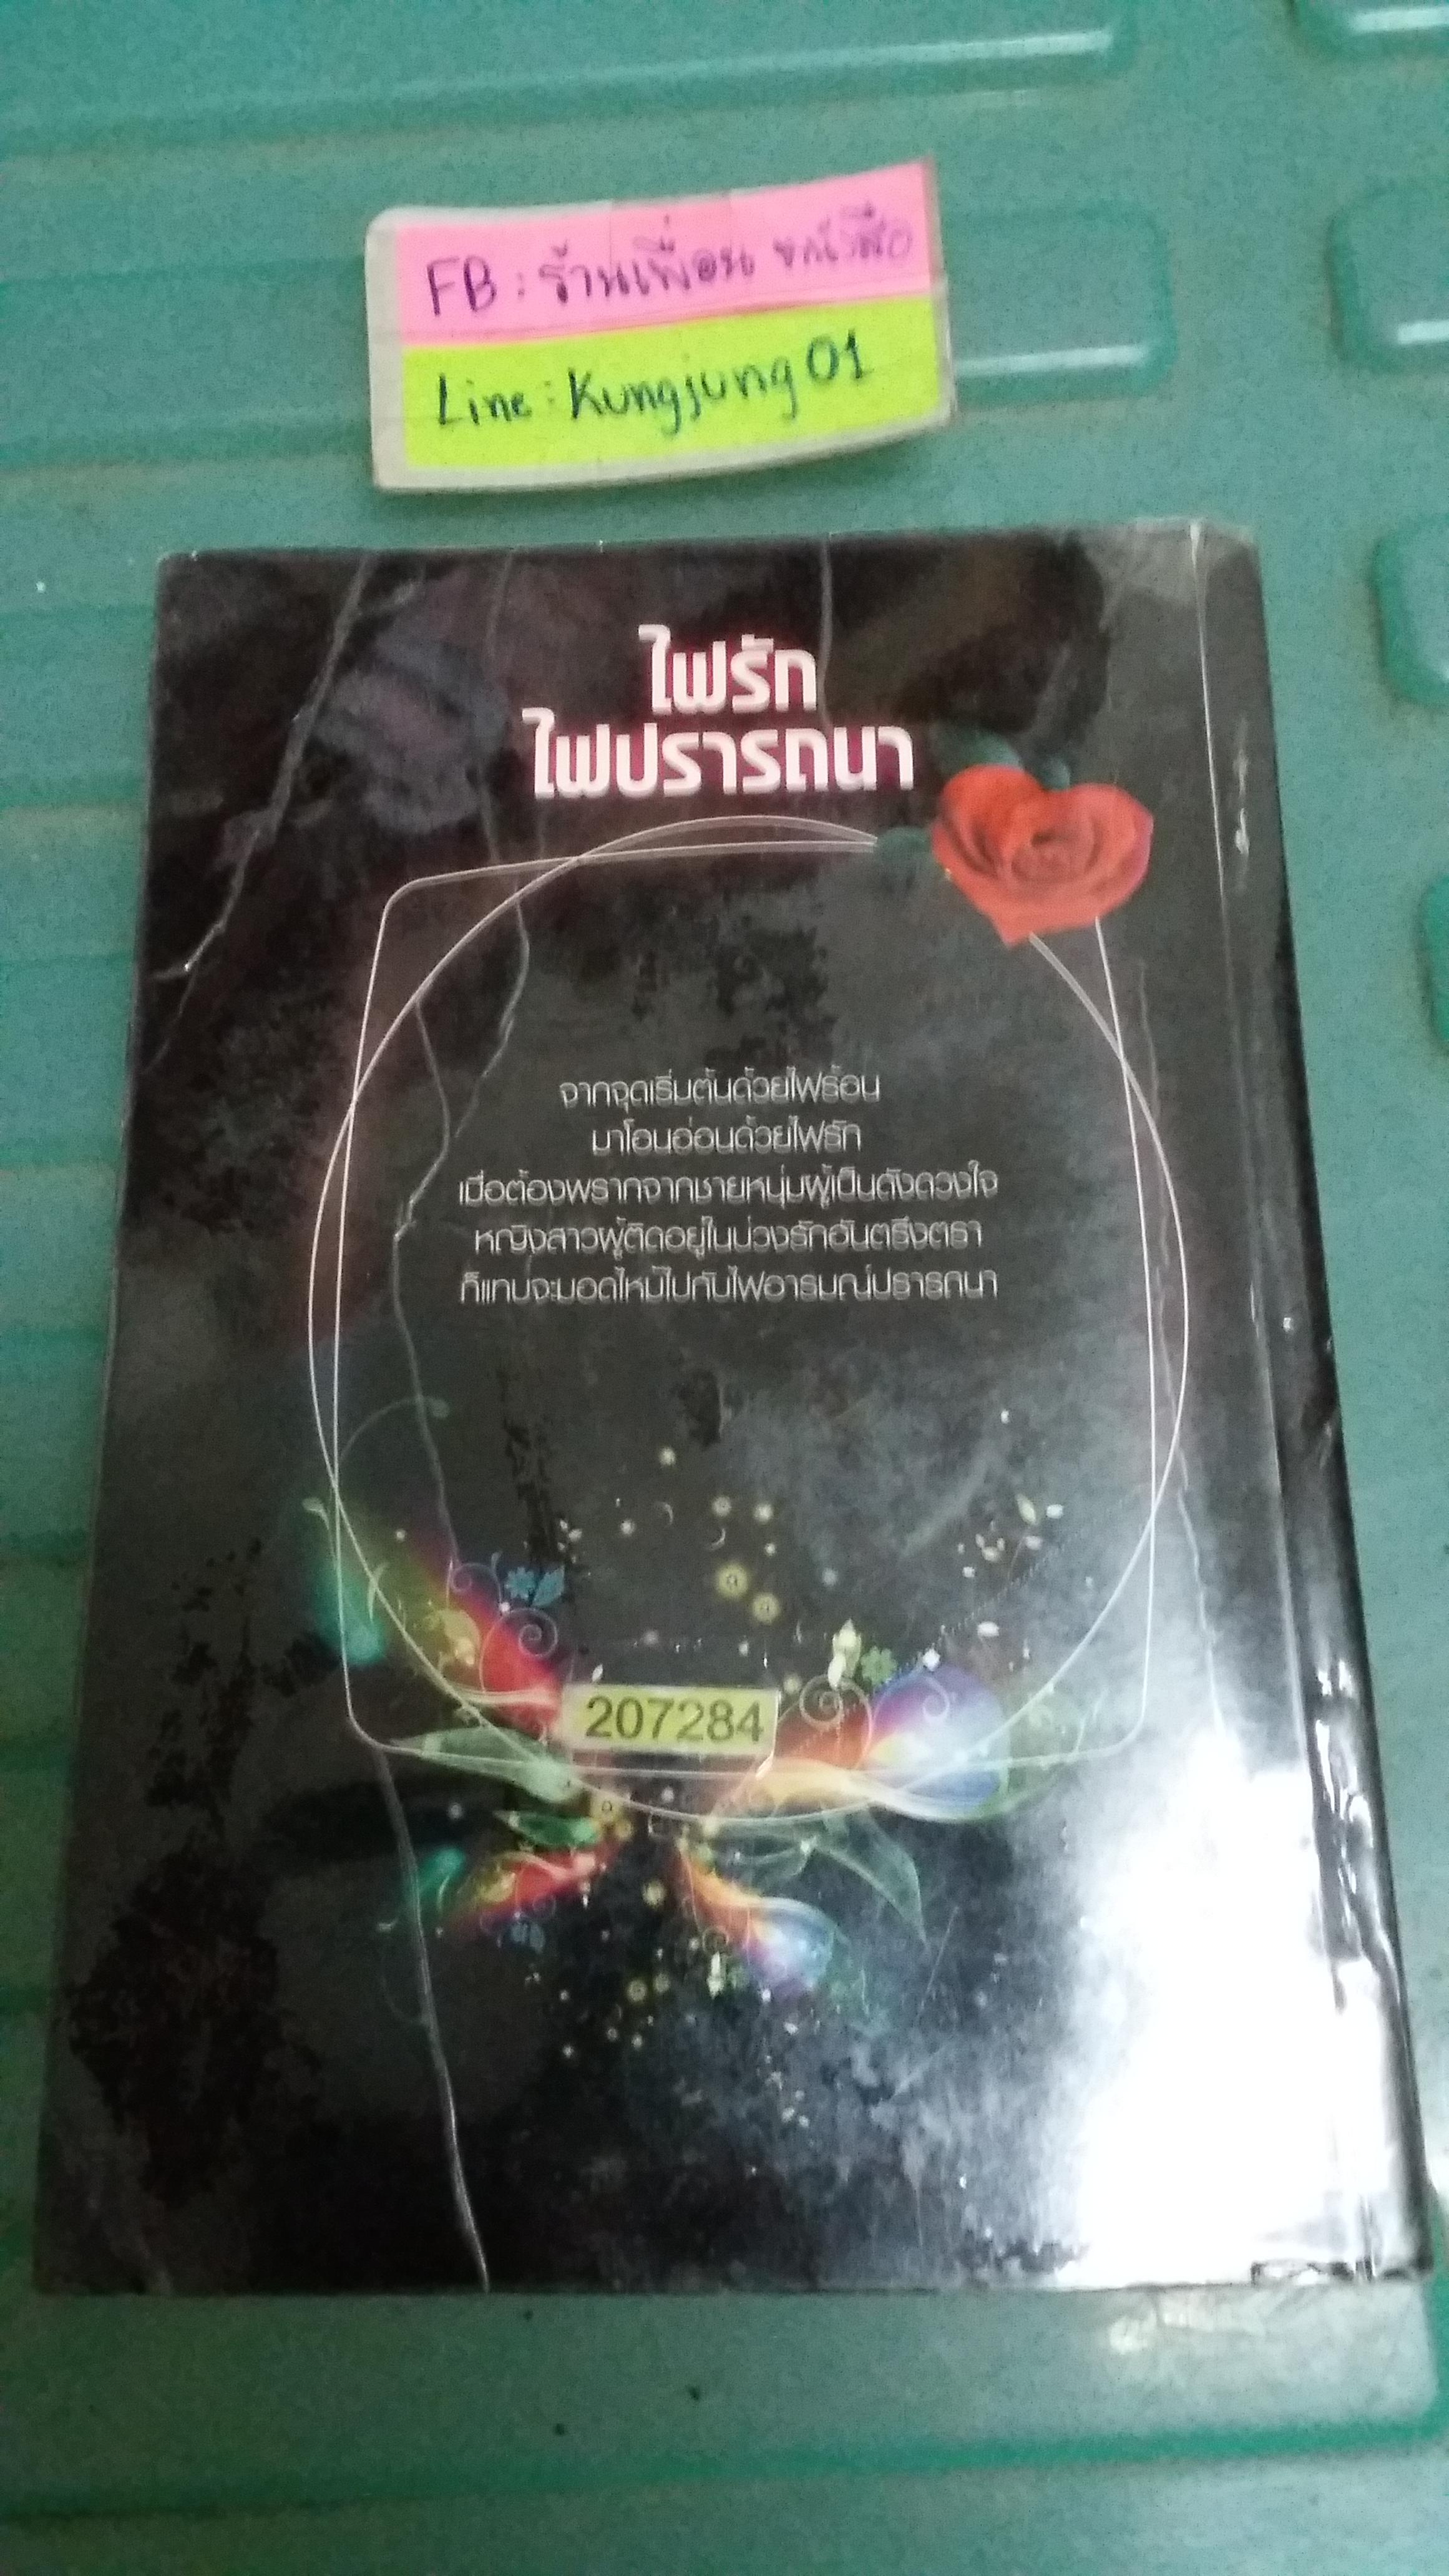 FB : ร้านเพื่อน
Line : Kungjung01
ไฟรัก
ไฟปรารถนา
จากจุดเริ่มต้นด้วยไฟร้อน
มาโอนอ่อนด้วยไฟรัก
เมื่อต้องพรากจากชายหนุ่มผู้เป็นดังดวงใจ
หญิงสาวผู้ติดอยู่ในบ่วงรักอันตรึงตรา
ก็แทบจะมอดไหม้ไปกับไฟอารมณ์ปรารถนา
207284